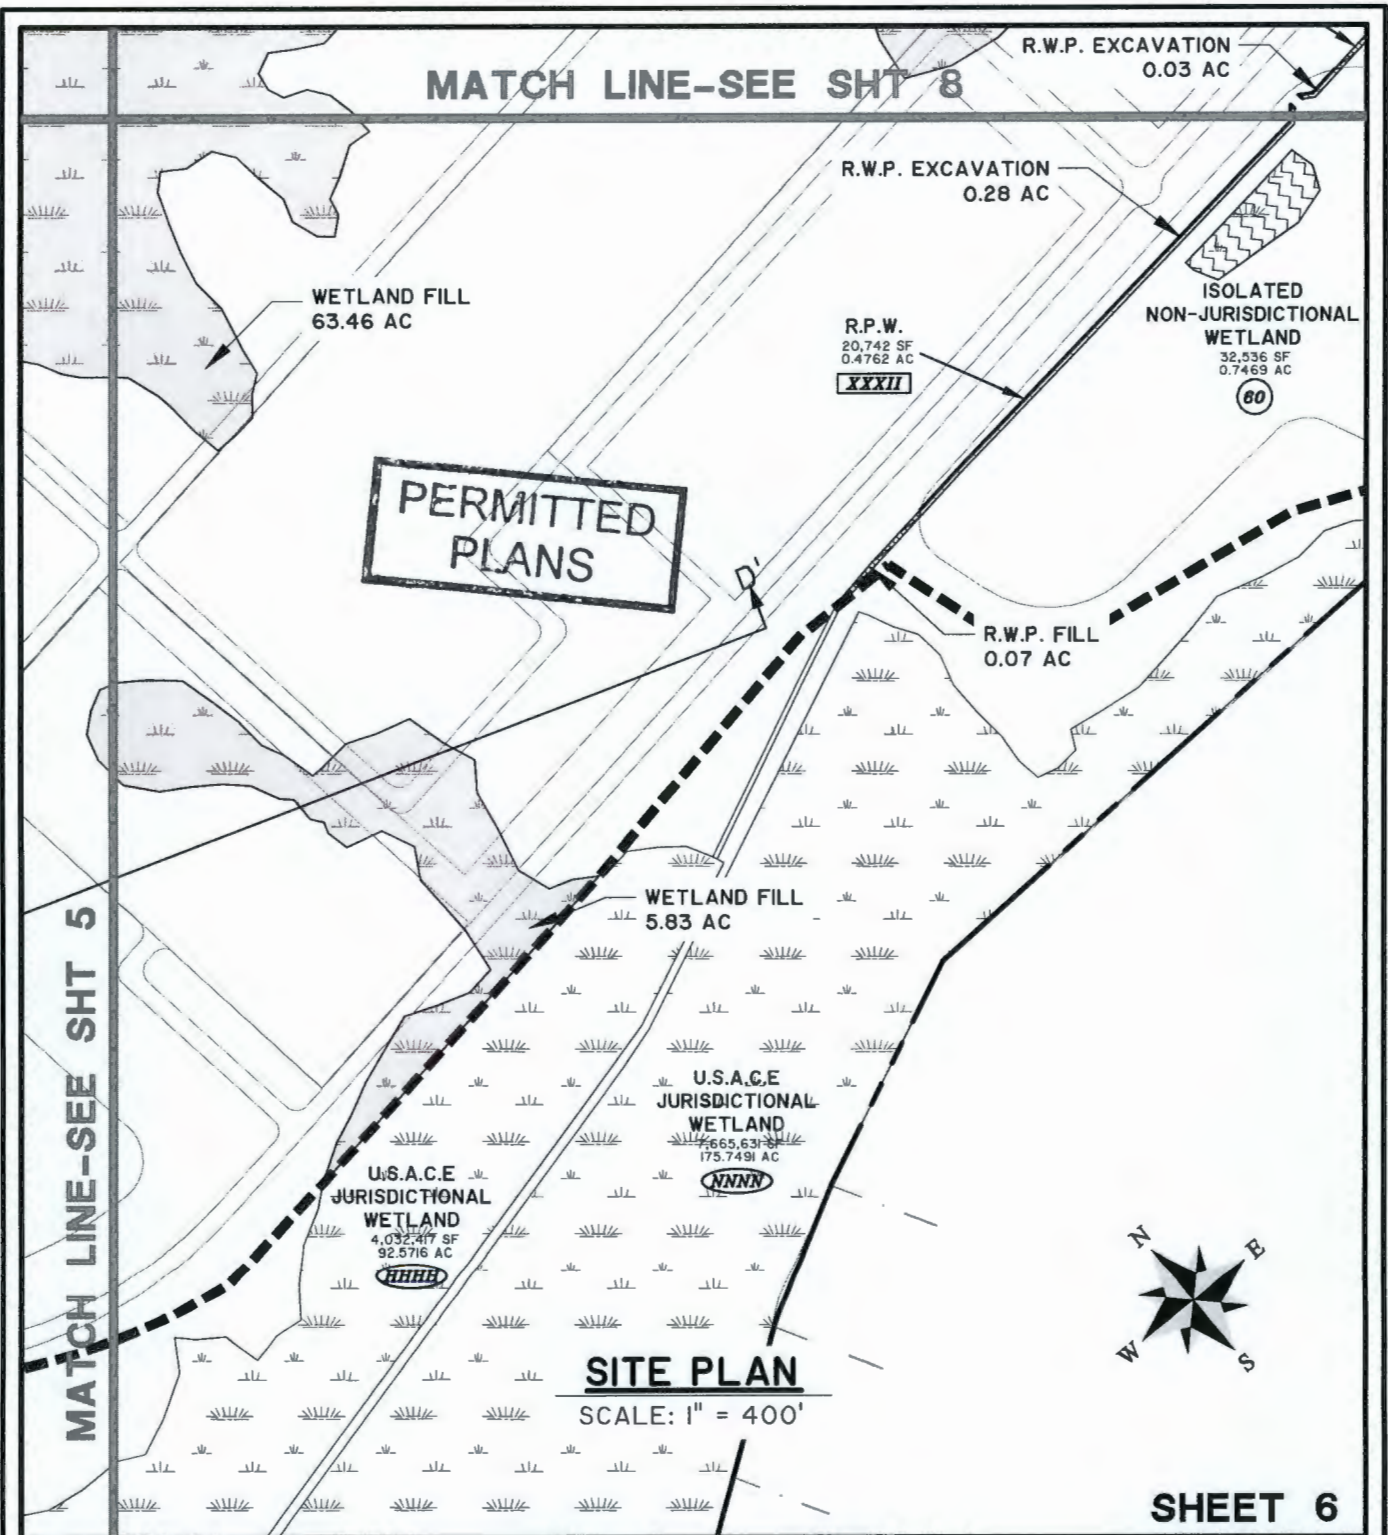 MATCH LINE-SEE SHT 8
R.W.P. EXCAVATION
0.03 AC
R.W.P. EXCAVATION
0.28 AC
WETLAND FILL
63.46 AC
ISOLATED
NON-JURISDICTIONAL
WETLAND
32,536 SF
0.7469 AC
60
R.P.W.
20,742 SF
0.4762 AC
XXXII
PERMITTED
PLANS
D'
R.W.P. FILL
0.07 AC
WETLAND FILL
5.83 AC
MATCH LINE-SEE SHT 5
U.S.A.C.E
JURISDICTIONAL
WETLAND
7,665,631 SF
175.7491 AC
NNNN
U.S.A.C.E
JURISDICTIONAL
WETLAND
4,032,417 SF
92.5716 AC
HHHH
N
E
W
S
SITE PLAN
SCALE: 1" = 400'
SHEET 6